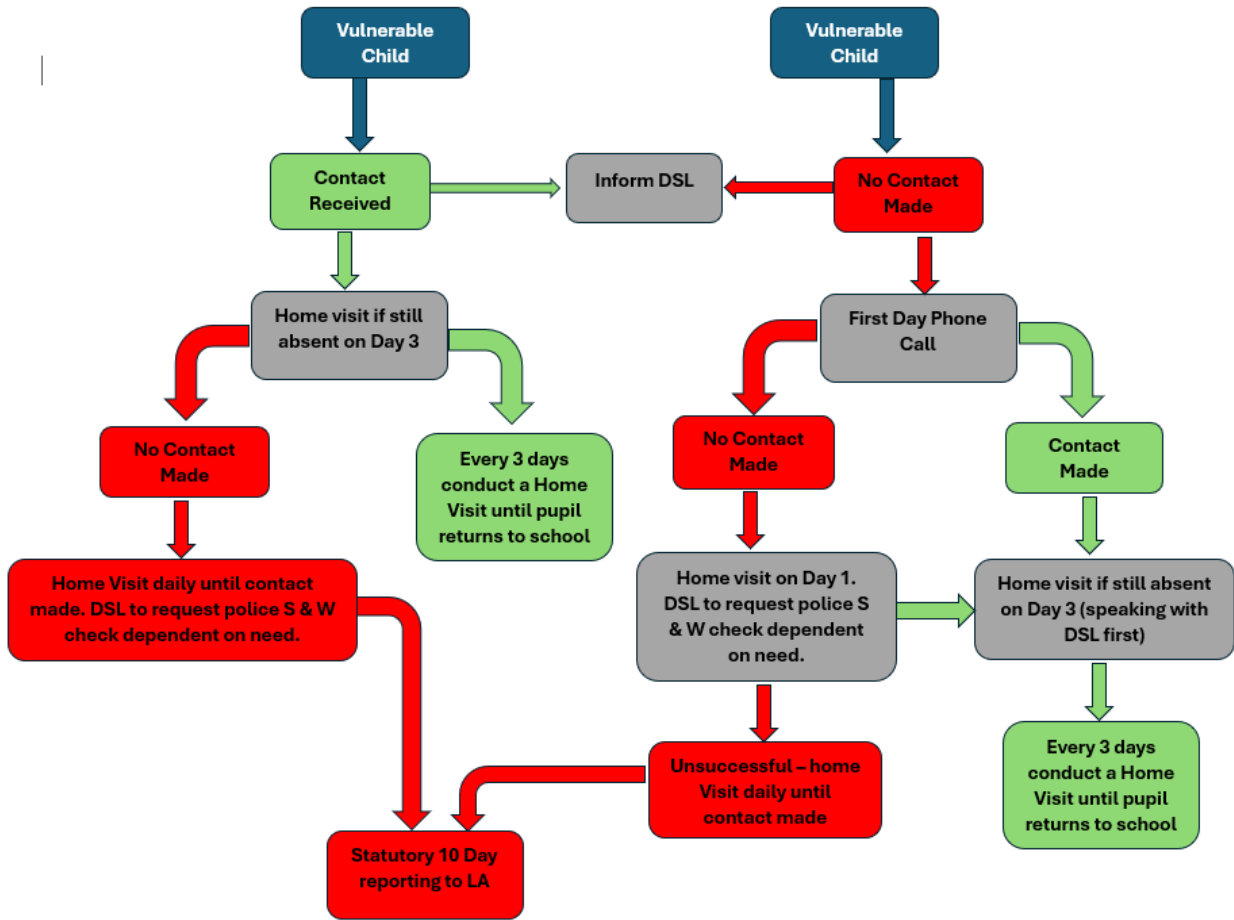 Vulnerable
Child
Vulnerable
Child
Contact
Received
Inform DSL
No Contact
Made
Home visit if still
absent on Day 3
First Day Phone
Call
No Contact
Made
Every 3 days
conduct a Home
Visit until pupil
returns to school
No Contact
Made
Contact
Made
Home Visit daily until contact
made. DSL to request police S & W
check dependent on need.
Home visit on Day 1.
DSL to request police S
& W check dependent
on need.
Home visit if still absent
on Day 3 (speaking with
DSL first)
Unsuccessful – home
Visit daily until
contact made
Every 3 days
conduct a Home
Visit until pupil
returns to school
Statutory 10 Day
reporting to LA